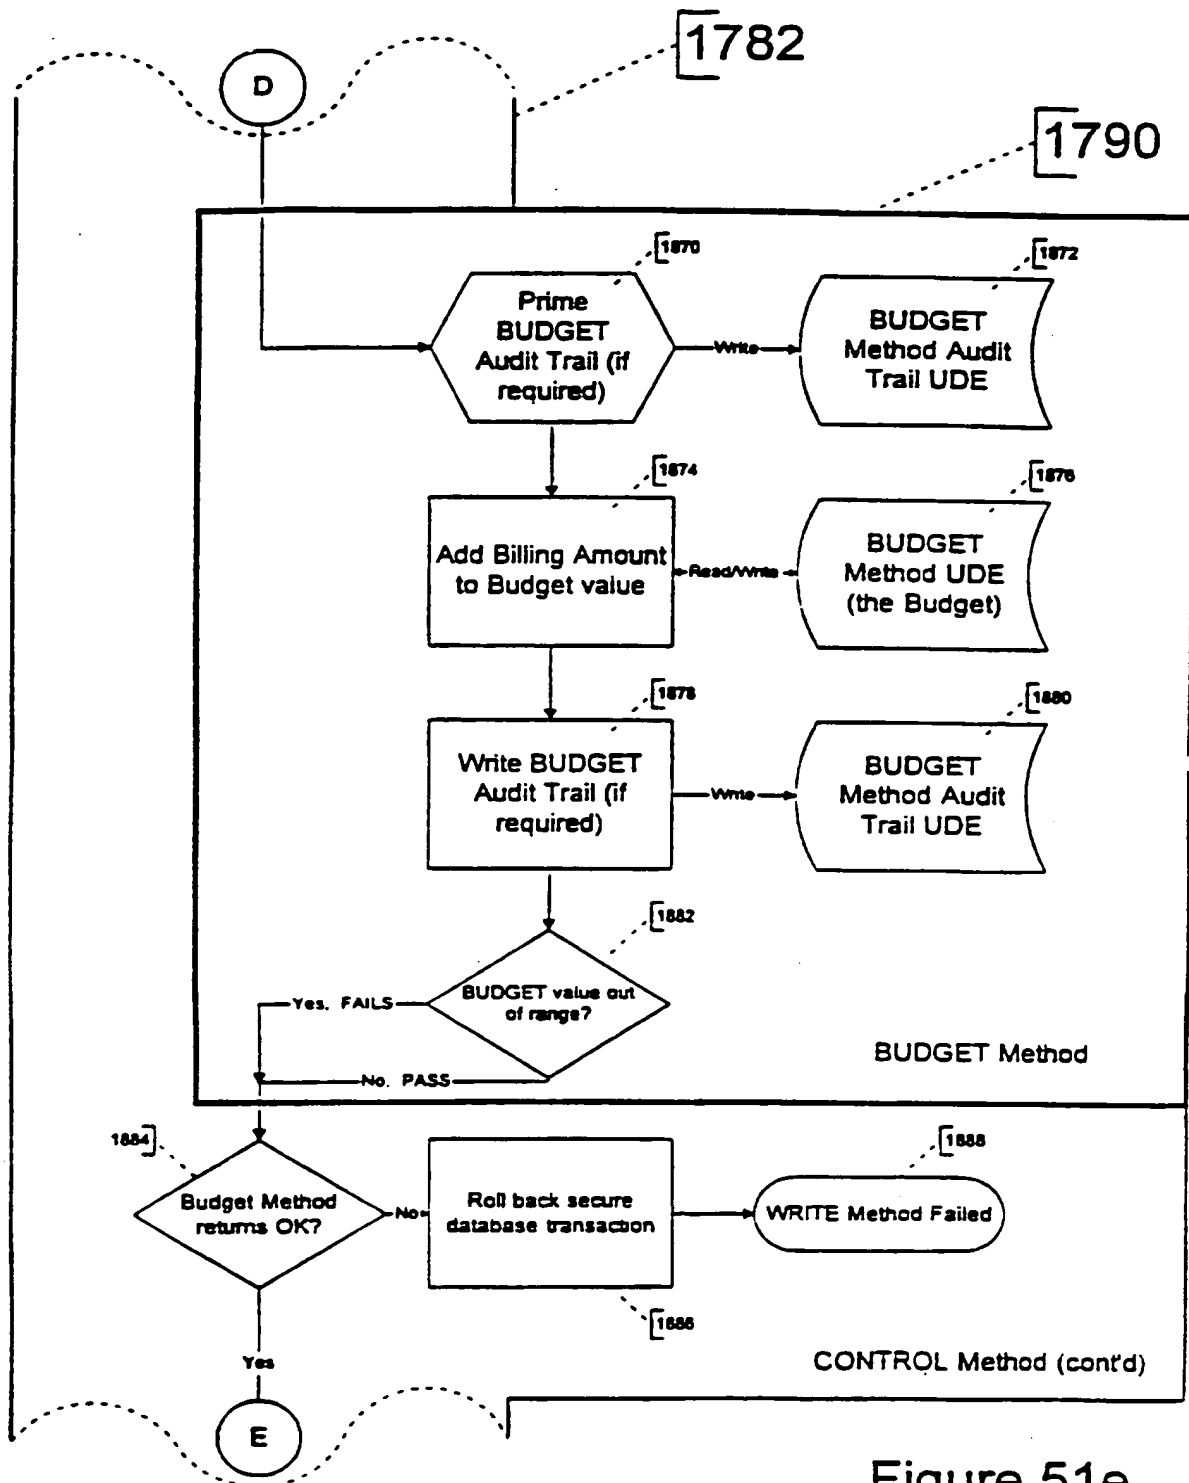 1782
D
1790
1870
1872
Prime
BUDGET
Audit Trail (if
required)
Write
BUDGET
Method Audit
Trail UDE
1874
1876
Add Billing Amount
to Budget value
Read/Write
BUDGET
Method UDE
(the Budget)
1878
1880
Write BUDGET
Audit Trail (if
required)
Write
BUDGET
Method Audit
Trail UDE
1882
BUDGET value out
of range?
Yes, FAILS
No, PASS
BUDGET Method
1884
1888
Budget Method
returns OK?
No
Roll back secure
database transaction
WRITE Method Failed
1886
Yes
CONTROL Method (cont'd)
E
Figure 51e